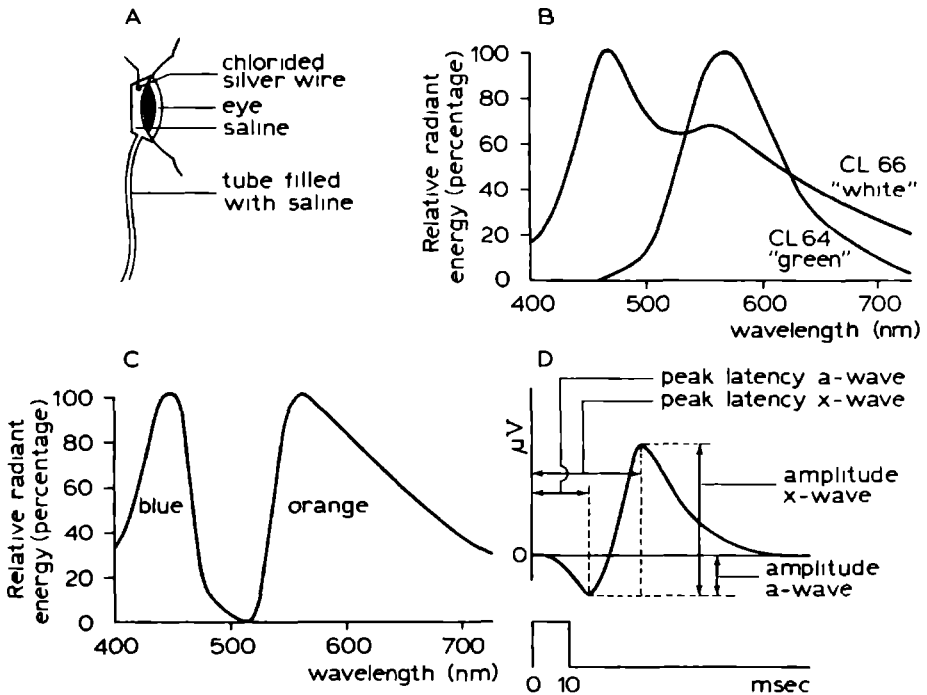 A
chlorided
silver wire
eye
saline
tube filled
with saline
B
Relative radiant
energy (percentage)
100
80
60
40
20
0
400
500
600
700
wavelength (nm)
CL 66
"white"
CL 64
"green"
C
Relative radiant
energy (percentage)
100
80
60
40
20
0
400
500
600
700
wavelength (nm)
blue
orange
D
peak latency a-wave
peak latency x-wave
µV
0
amplitude
x-wave
amplitude
a-wave
0 10
msec